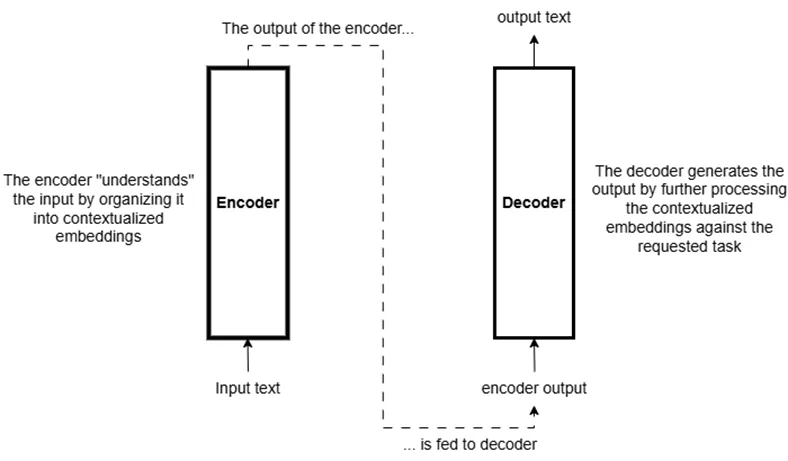 output text
The output of the encoder...
The encoder "understands"
the input by organizing it
into contextualized
embeddings
Encoder
Decoder
The decoder generates the
output by further processing
the contextualized
embeddings against the
requested task
Input text
encoder output
... is fed to decoder